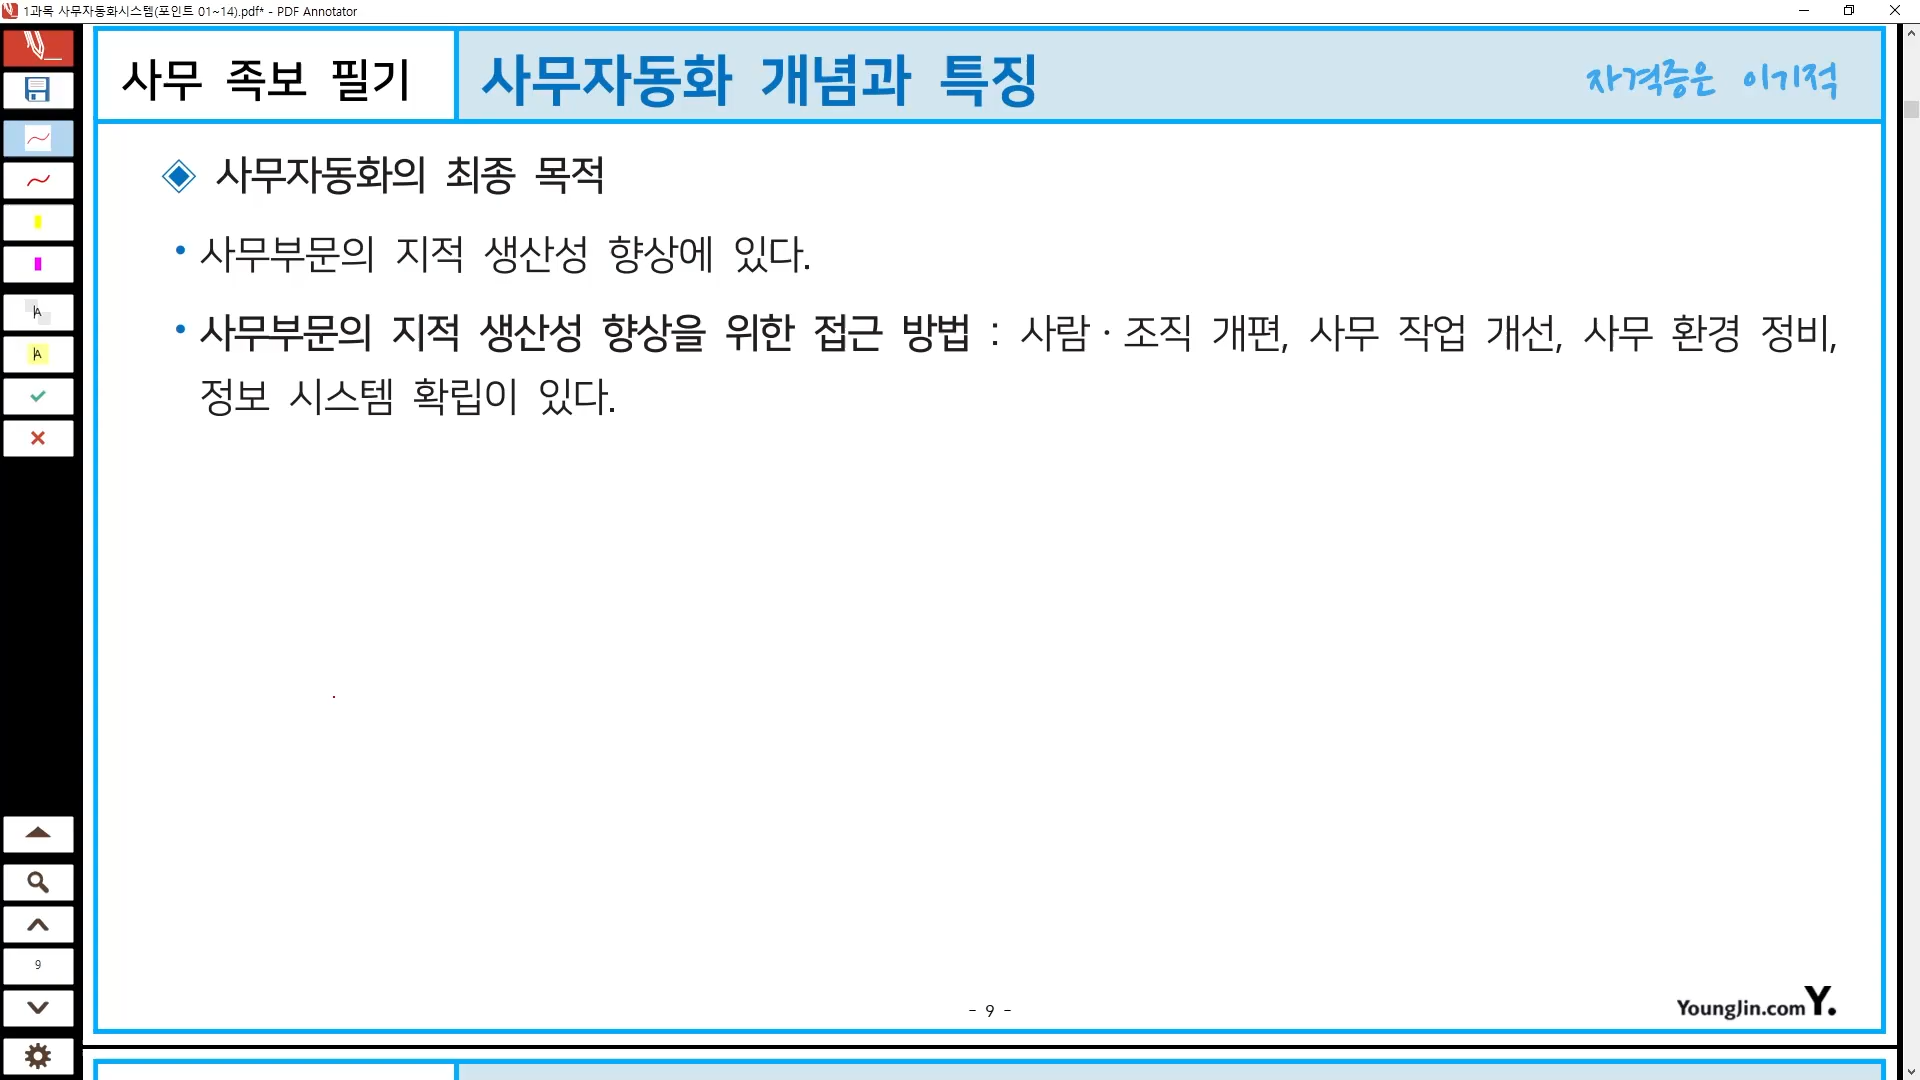 1과목 사무자동화시스템(포인트 01~14).pdf* - PDF Annotator
사무 족보 필기
사무자동화 개념과 특징
자격증은 이기적
사무자동화의 최종 목적
• 사무부문의 지적 생산성 향상에 있다.
• 사무부문의 지적 생산성 향상을 위한 접근 방법 : 사람·조직 개편, 사무 작업 개선, 사무 환경 정비,
정보 시스템 확립이 있다.
A
A
9
- 9 -
YoungJin.com Y.